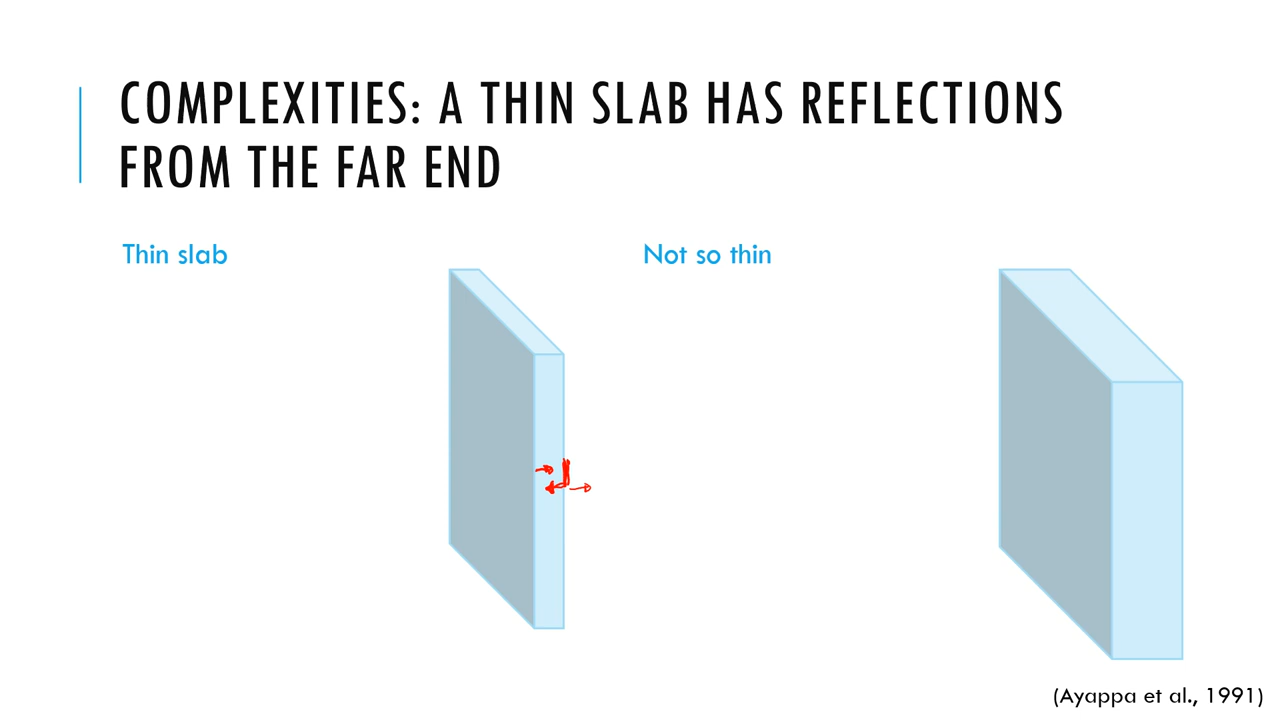 COMPLEXITIES: A THIN SLAB HAS REFLECTIONS
FROM THE FAR END
Thin slab
Not so thin
(Ayappa et al., 1991)